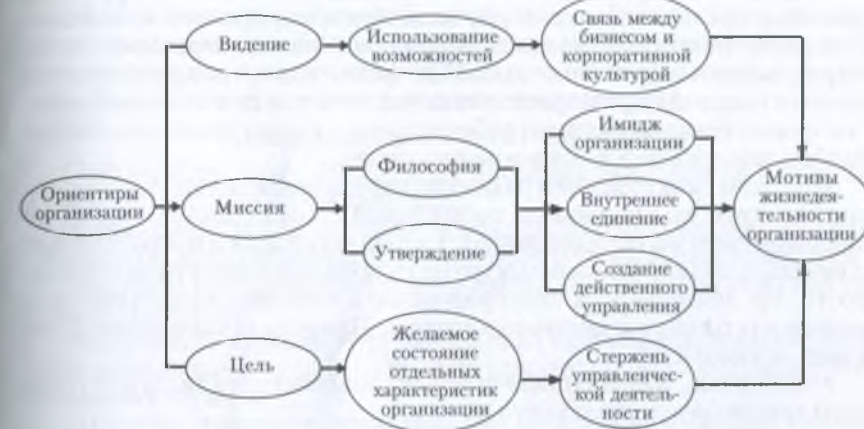 Видение
Использование
возможностей
Связь между
бизнесом и
корпоративной
культурой
Ориентиры
организации
Миссия
Философия
Утверждение
Имидж
организации
Внутреннее
единение
Создание
действенного
управления
Мотивы
жизнедея-
тельности
организации
Цель
Желаемое
состояние
отдельных
характеристик
организации
Стержень
управленчес-
кой деятель-
ности